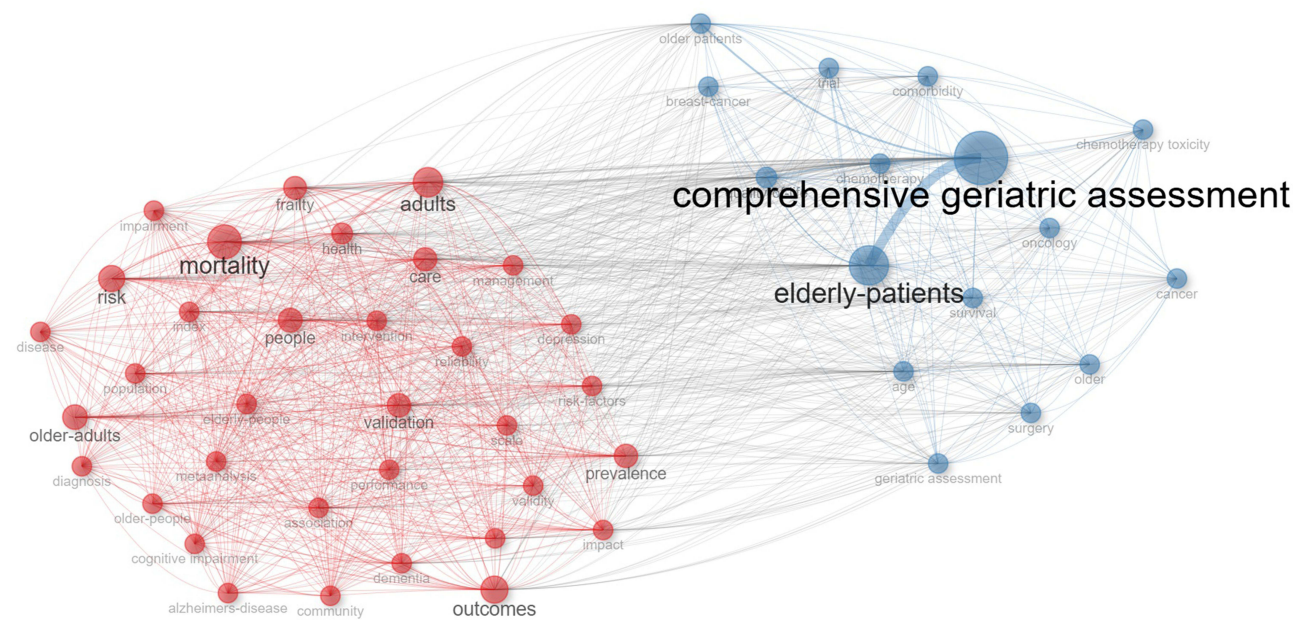 older patients
trial
comorbidity
breast-cancer
chemotherapy toxicity
chemotherapy
comprehensive geriatric assessment
frailty
adults
impairment
health
oncology
mortality
care
management
risk
elderly-patients
cancer
survival
index
people
intervention
depression
disease
reliability
population
age
older
elderly-people
risk-factors
validation
older-adults
scale
surgery
diagnosis
metaanalysis
performance
prevalence
geriatric assessment
validity
older-people
association
cognitive impairment
impact
dementia
alzheimers-disease
community
outcomes